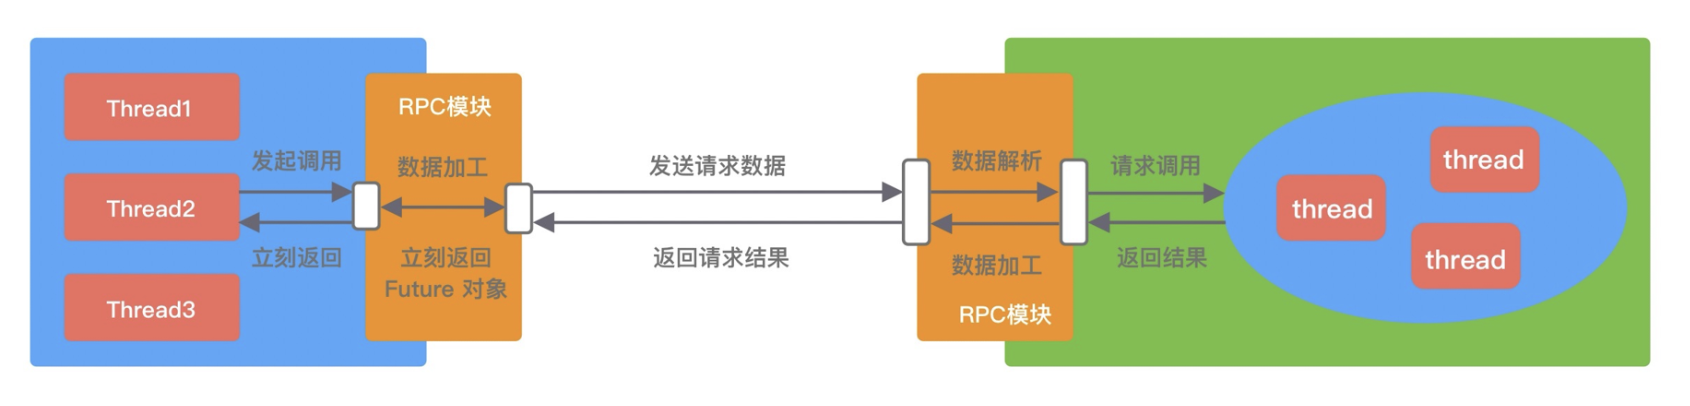 Thread1
Thread2
Thread3
发起调用
立刻返回
RPC模块
数据加工
立刻返回
Future 对象
发送请求数据
返回请求结果
数据解析
数据加工
RPC模块
请求调用
返回结果
thread
thread
thread